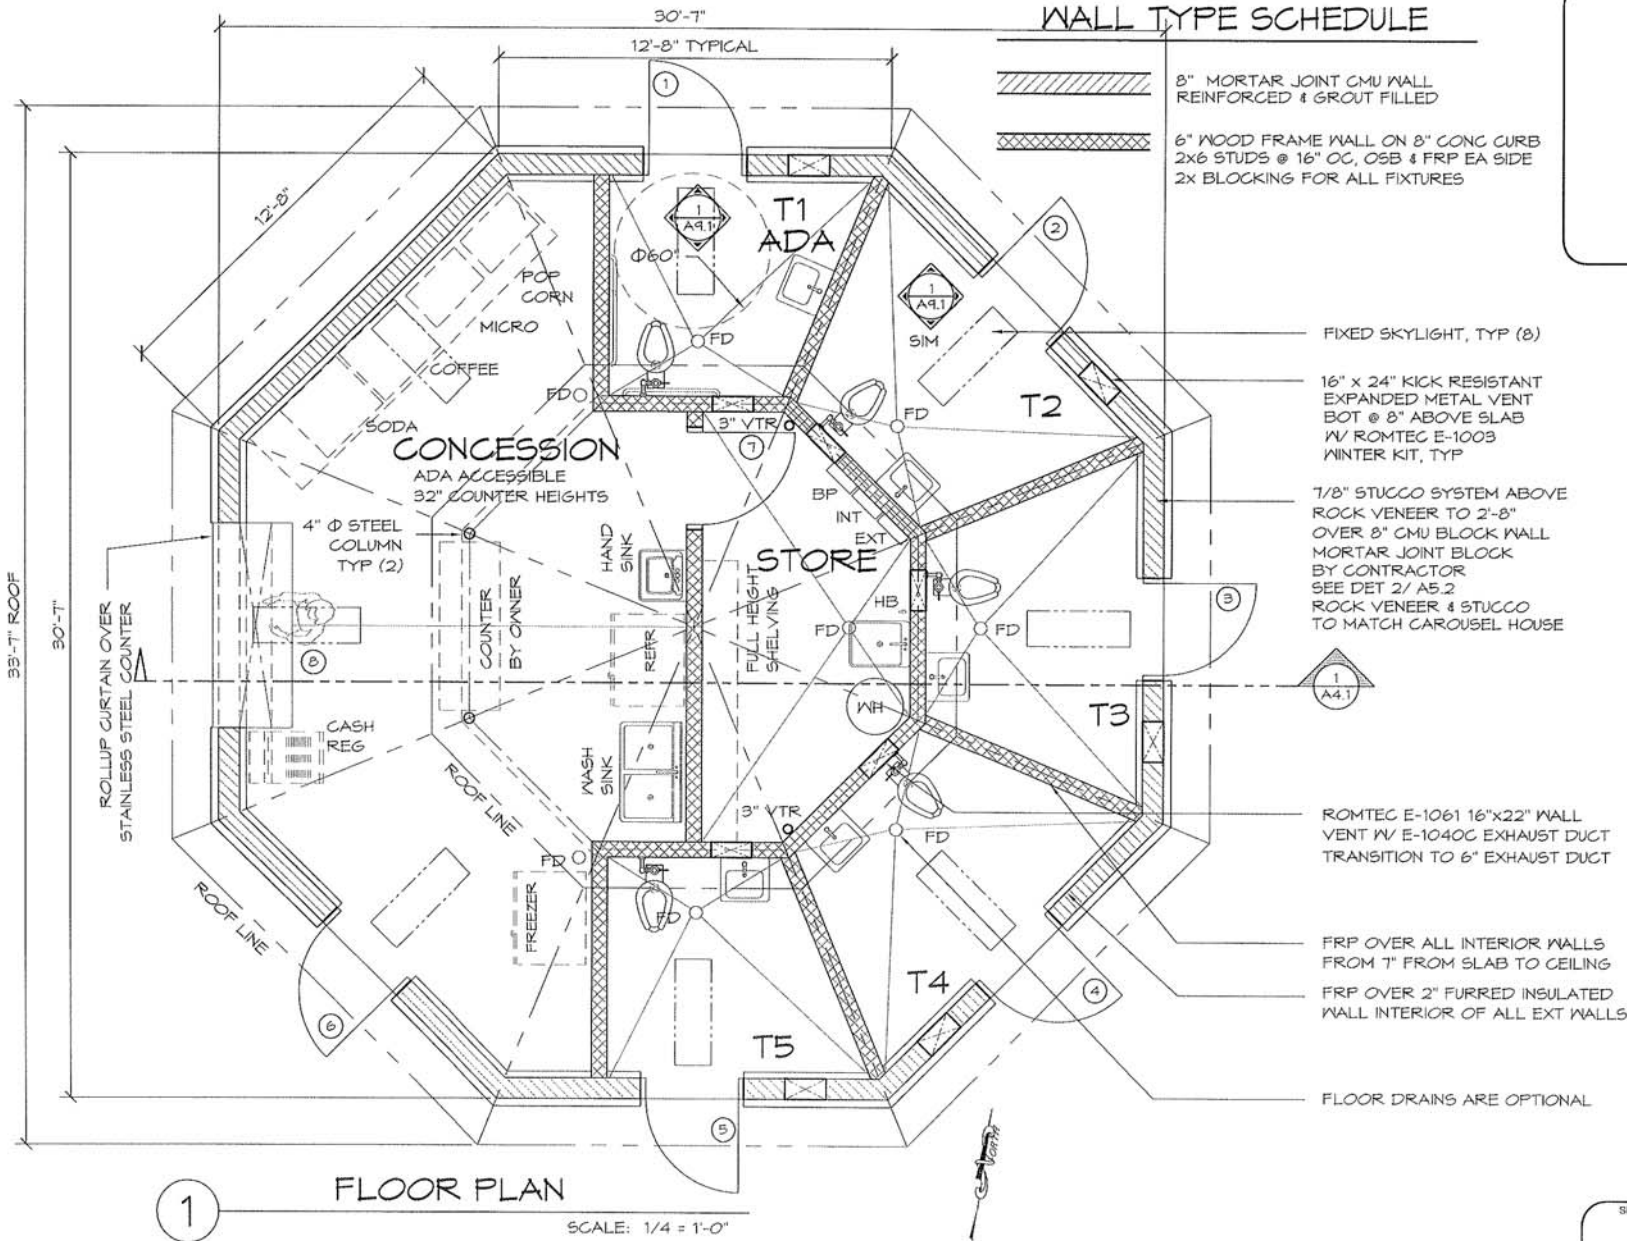 30'-7"
WALL TYPE SCHEDULE
12'-8" TYPICAL
8" MORTAR JOINT CMU WALL
REINFORCED & GROUT FILLED
6" WOOD FRAME WALL ON 8" CONC CURB
2x6 STUDS @ 16" OC, OSB & FRP EA SIDE
2x BLOCKING FOR ALL FIXTURES
12'-8"
33'-7" ROOF
30'-7"
1
2
3
4
5
6
7
8
T1
ADA
1
A9.1
Φ60"
FD
1
A9.1
SIM
T2
FD
POP
CORN
MICRO
COFFEE
SODA
FD
3" VTR
CONCESSION
ADA ACCESSIBLE
32" COUNTER HEIGHTS
4" Φ STEEL
COLUMN
TYP (2)
HAND
SINK
BP
INT
EXT
STORE
HB
FD
FD
WH
T3
COUNTER
BY OWNER
REFR
FULL HEIGHT
SHELVING
ROLLUP CURTAIN OVER
STAINLESS STEEL COUNTER
CASH
REG
WASH
SINK
ROOF LINE
3" VTR
FD
FD
FREEZER
FD
ROOF LINE
T4
T5
FIXED SKYLIGHT, TYP (8)
16" x 24" KICK RESISTANT
EXPANDED METAL VENT
BOT @ 8" ABOVE SLAB
W/ ROMTEC E-1003
WINTER KIT, TYP
7/8" STUCCO SYSTEM ABOVE
ROCK VENEER TO 2'-8"
OVER 8" CMU BLOCK WALL
MORTAR JOINT BLOCK
BY CONTRACTOR
SEE DET 2/ A5.2
ROCK VENEER & STUCCO
TO MATCH CAROUSEL HOUSE
1
A4.1
ROMTEC E-1061 16"x22" WALL
VENT W/ E-1040C EXHAUST DUCT
TRANSITION TO 6" EXHAUST DUCT
FRP OVER ALL INTERIOR WALLS
FROM 7" FROM SLAB TO CEILING
FRP OVER 2" FURRED INSULATED
WALL INTERIOR OF ALL EXT WALLS
FLOOR DRAINS ARE OPTIONAL
1
FLOOR PLAN
SCALE: 1/4 = 1'-0"